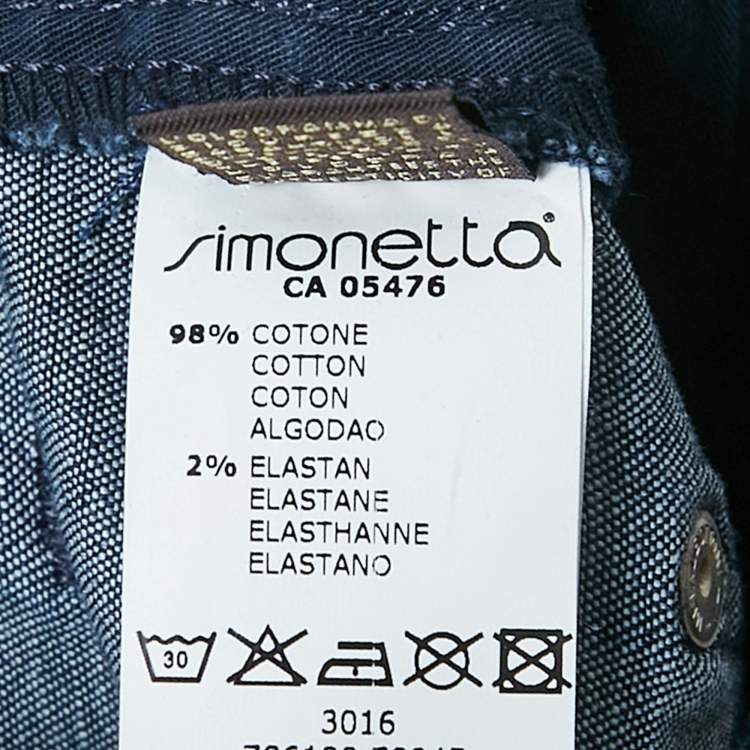 simonetta®
CA 05476
98% COTONE
COTTON
COTON
ALGODAO
2% ELASTAN
ELASTANE
ELASTHANNE
ELASTANO
30
3016